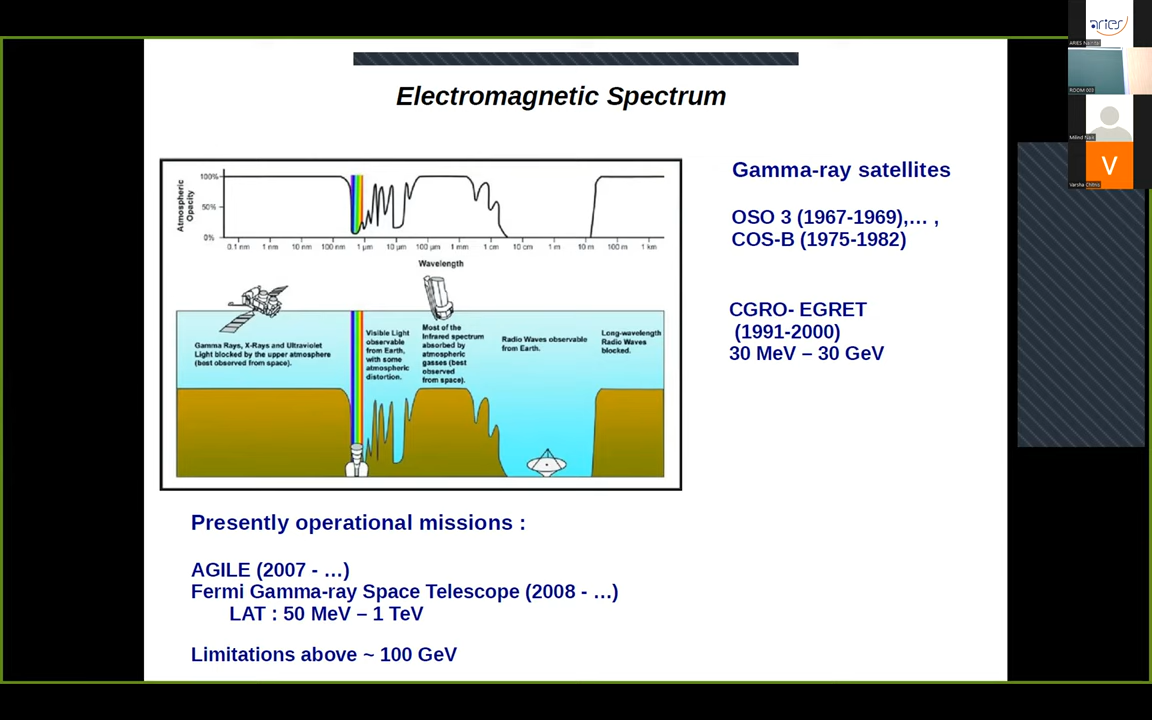 Electromagnetic Spectrum
Atmospheric
Opacity
100%
50%
0%
0.1 nm 1 nm 10 nm 100 nm 1 µm 10 µm 100 µm 1 mm 1 cm 10 cm 1 m 10 m 100 m 1 km
Wavelength
Gamma Rays, X-Rays and Ultraviolet
Light blocked by the upper atmosphere
(best observed from space).
Visible Light
observable
from Earth,
with some
atmospheric
distortion.
Most of the
Infrared spectrum
absorbed by
atmospheric
gasses (best
observed
from space).
Radio Waves observable
from Earth.
Long-wavelength
Radio Waves
blocked.
Gamma-ray satellites
OSO 3 (1967-1969),… ,
COS-B (1975-1982)
CGRO- EGRET
(1991-2000)
30 MeV – 30 GeV
Presently operational missions :
AGILE (2007 - …)
Fermi Gamma-ray Space Telescope (2008 - …)
LAT : 50 MeV – 1 TeV
Limitations above ~ 100 GeV
aries
ARIES
V
Varsha Chitnis